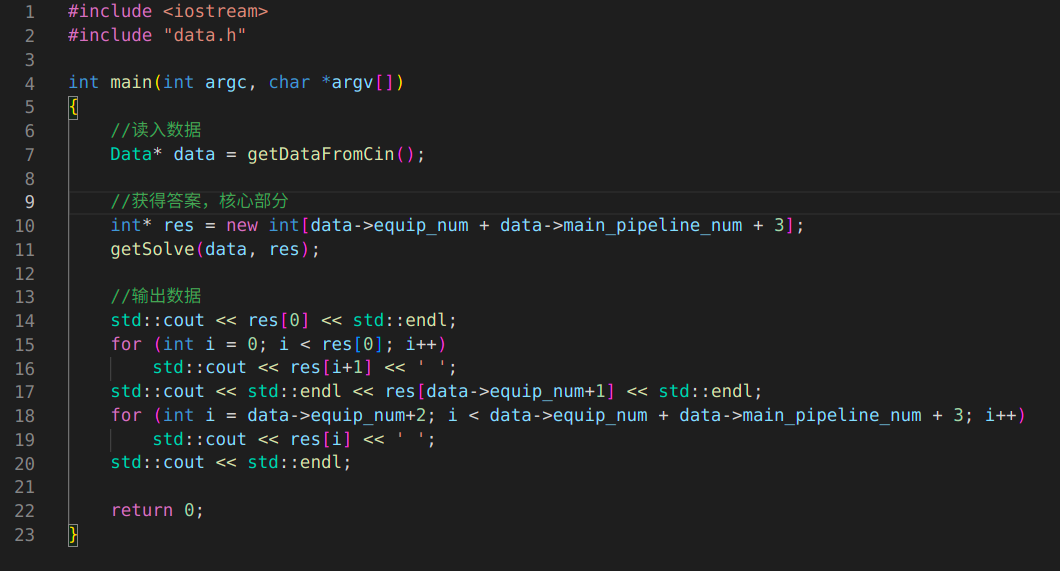 1 #include <iostream>
2 #include "data.h"
3
4 int main(int argc, char *argv[])
5 {
6     //读入数据
7     Data* data = getDataFromCin();
8
9     //获得答案，核心部分
10     int* res = new int[data->equip_num + data->main_pipeline_num + 3];
11     getSolve(data, res);
12
13     //输出数据
14     std::cout << res[0] << std::endl;
15     for (int i = 0; i < res[0]; i++)
16         std::cout << res[i+1] << ' ';
17     std::cout << std::endl << res[data->equip_num+1] << std::endl;
18     for (int i = data->equip_num+2; i < data->equip_num + data->main_pipeline_num + 3; i++)
19         std::cout << res[i] << ' ';
20     std::cout << std::endl;
21
22     return 0;
23 }